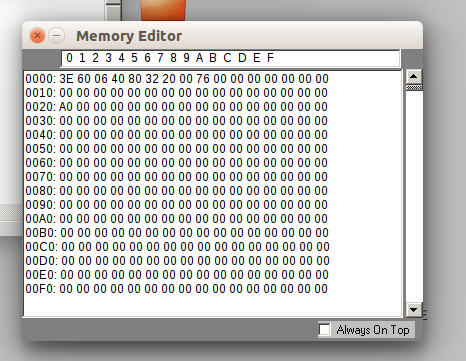 Memory Editor
0 1 2 3 4 5 6 7 8 9 A B C D E F
0000: 3E 60 06 40 80 32 20 00 76 00 00 00 00 00 00 00
0010: 00 00 00 00 00 00 00 00 00 00 00 00 00 00 00 00
0020: A0 00 00 00 00 00 00 00 00 00 00 00 00 00 00 00
0030: 00 00 00 00 00 00 00 00 00 00 00 00 00 00 00 00
0040: 00 00 00 00 00 00 00 00 00 00 00 00 00 00 00 00
0050: 00 00 00 00 00 00 00 00 00 00 00 00 00 00 00 00
0060: 00 00 00 00 00 00 00 00 00 00 00 00 00 00 00 00
0070: 00 00 00 00 00 00 00 00 00 00 00 00 00 00 00 00
0080: 00 00 00 00 00 00 00 00 00 00 00 00 00 00 00 00
0090: 00 00 00 00 00 00 00 00 00 00 00 00 00 00 00 00
00A0: 00 00 00 00 00 00 00 00 00 00 00 00 00 00 00 00
00B0: 00 00 00 00 00 00 00 00 00 00 00 00 00 00 00 00
00C0: 00 00 00 00 00 00 00 00 00 00 00 00 00 00 00 00
00D0: 00 00 00 00 00 00 00 00 00 00 00 00 00 00 00 00
00E0: 00 00 00 00 00 00 00 00 00 00 00 00 00 00 00 00
00F0: 00 00 00 00 00 00 00 00 00 00 00 00 00 00 00 00
Always On Top